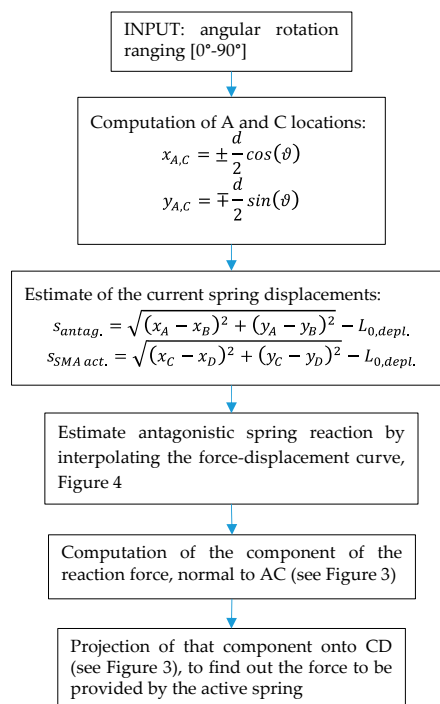 INPUT: angular rotation
ranging [0°-90°]
Computation of A and C locations:
x_{A,C} = ± d/2 cos(ϑ)
y_{A,C} = ∓ d/2 sin(ϑ)
Estimate of the current spring displacements:
s_{antag.} = √((x_A − x_B)² + (y_A − y_B)²) − L_{0,depl.}
s_{SMA act.} = √((x_C − x_D)² + (y_C − y_D)²) − L_{0,depl.}
Estimate antagonistic spring reaction by
interpolating the force-displacement curve,
Figure 4
Computation of the component of the
reaction force, normal to AC (see Figure 3)
Projection of that component onto CD
(see Figure 3), to find out the force to be
provided by the active spring